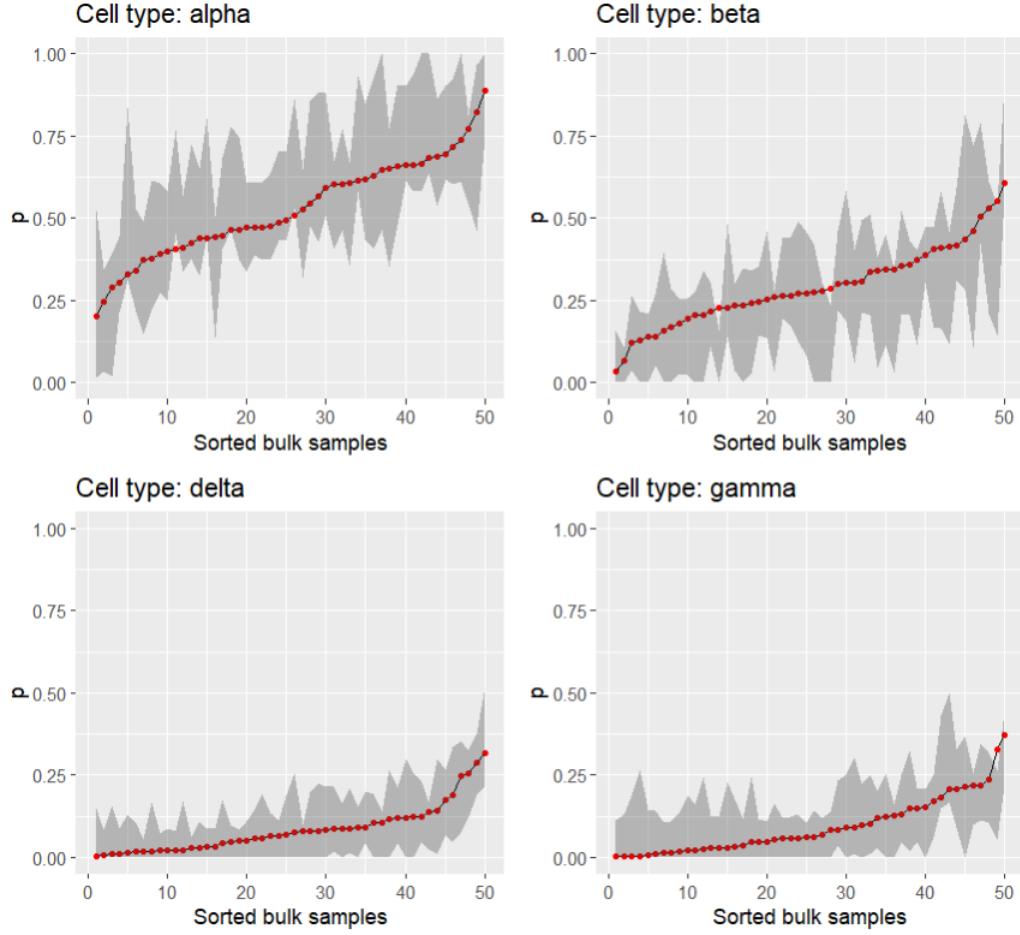 Cell type: alpha
1.00
0.75
p
0.50
0.25
0.00
0 10 20 30 40 50
Sorted bulk samples
Cell type: beta
1.00
0.75
p
0.50
0.25
0.00
0 10 20 30 40 50
Sorted bulk samples
Cell type: delta
1.00
0.75
p
0.50
0.25
0.00
0 10 20 30 40 50
Sorted bulk samples
Cell type: gamma
1.00
0.75
p
0.50
0.25
0.00
0 10 20 30 40 50
Sorted bulk samples